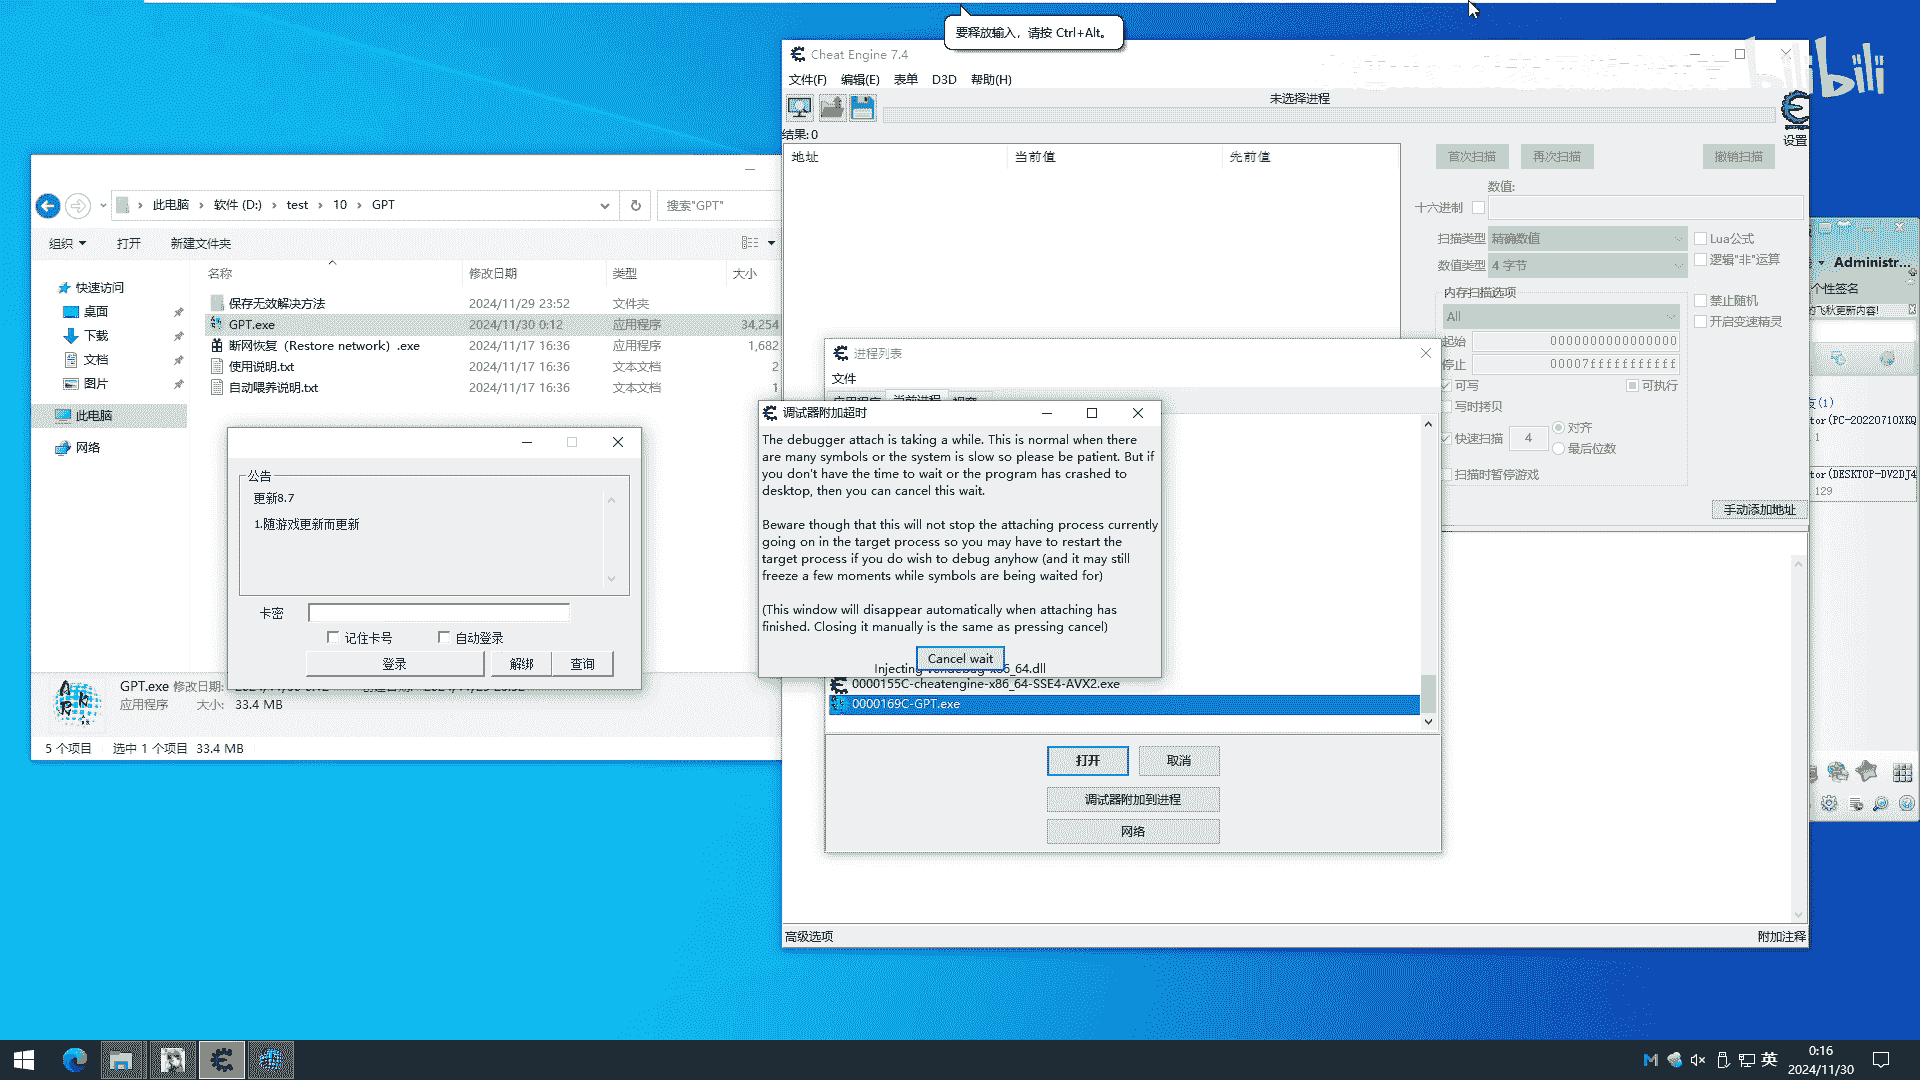 要释放输入，请按 Ctrl+Alt。
Cheat Engine 7.4
文件(F) 编辑(E) 表单 D3D 帮助(H)
bilibili
未选择进程
结果: 0
设置
地址 当前值 先前值
首次扫描 再次扫描 撤销扫描
数值:
十六进制
扫描类型 精确数值
Lua公式
数值类型 4 字节
逻辑"非"运算
内存扫描选项
All
禁止随机
开启变速精灵
起始 0000000000000000
停止 00007fffffffffff
可写 可执行
写时拷贝
快速扫描 4 对齐
最后位数
扫描时暂停游戏
手动添加地址
高级选项 附加注释
此电脑 › 软件 (D:) › test › 10 › GPT
搜索"GPT"
组织 打开 新建文件夹
名称 修改日期 类型 大小
快速访问
桌面
下载
文档
图片
此电脑
网络
保存无效解决方法 2024/11/29 23:52 文件夹
GPT.exe 2024/11/30 0:12 应用程序 34,254
断网恢复（Restore network）.exe 2024/11/17 16:36 应用程序 1,682
使用说明.txt 2024/11/17 16:36 文本文档 2
自动喂养说明.txt 2024/11/17 16:36 文本文档 1
GPT.exe 修改日期:
应用程序 大小: 33.4 MB
5 个项目 选中 1 个项目 33.4 MB
公告
更新8.7
1.随游戏更新而更新
卡密
记住卡号 自动登录
登录 解绑 查询
进程列表
文件
调试器附加超时
The debugger attach is taking a while. This is normal when there
are many symbols or the system is slow so please be patient. But if
you don't have the time to wait or the program has crashed to
desktop, then you can cancel this wait.
Beware though that this will not stop the attaching process currently
going on in the target process so you may have to restart the
target process if you do wish to debug anyhow (and it may still
freeze a few moments while symbols are being waited for)
(This window will disappear automatically when attaching has
finished. Closing it manually is the same as pressing cancel)
Cancel wait
Injecting
0000155C-cheatengine-x86_64-SSE4-AVX2.exe
0000169C-GPT.exe
打开 取消
调试器附加到进程
网络
Administr...
个性签名
的飞秋更新内容!
友(1)
tor(PC-20220710XKQ
1
tor(DESKTOP-DV2DJ4
129
英
0:16
2024/11/30